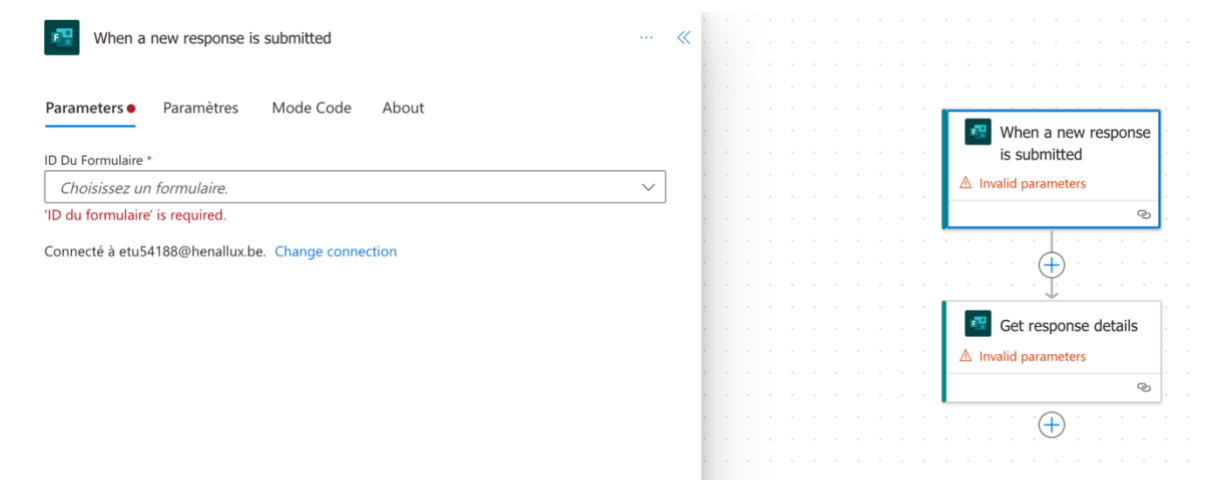 When a new response is submitted
Parameters Paramètres Mode Code About
ID Du Formulaire *
Choisissez un formulaire.
'ID du formulaire' is required.
Connecté à etu54188@henallux.be. Change connection
When a new response
is submitted
Invalid parameters
Get response details
Invalid parameters